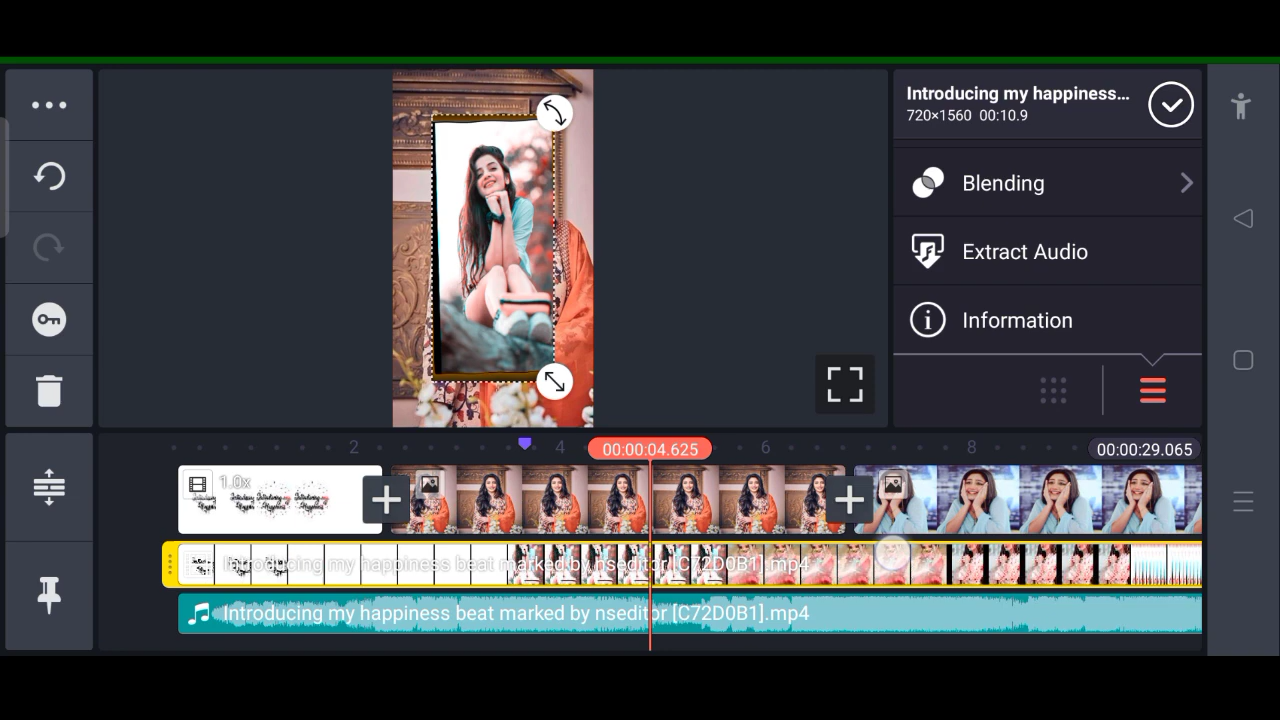 Introducing my happiness...
720×1560 00:10.9
Blending
Extract Audio
Information
2
4
00:00:04.625
6
8
00:00:29.065
1.0x
Introducing my happiness beat marked by nseditor [C72D0B1].mp4
Introducing my happiness beat marked by nseditor [C72D0B1].mp4